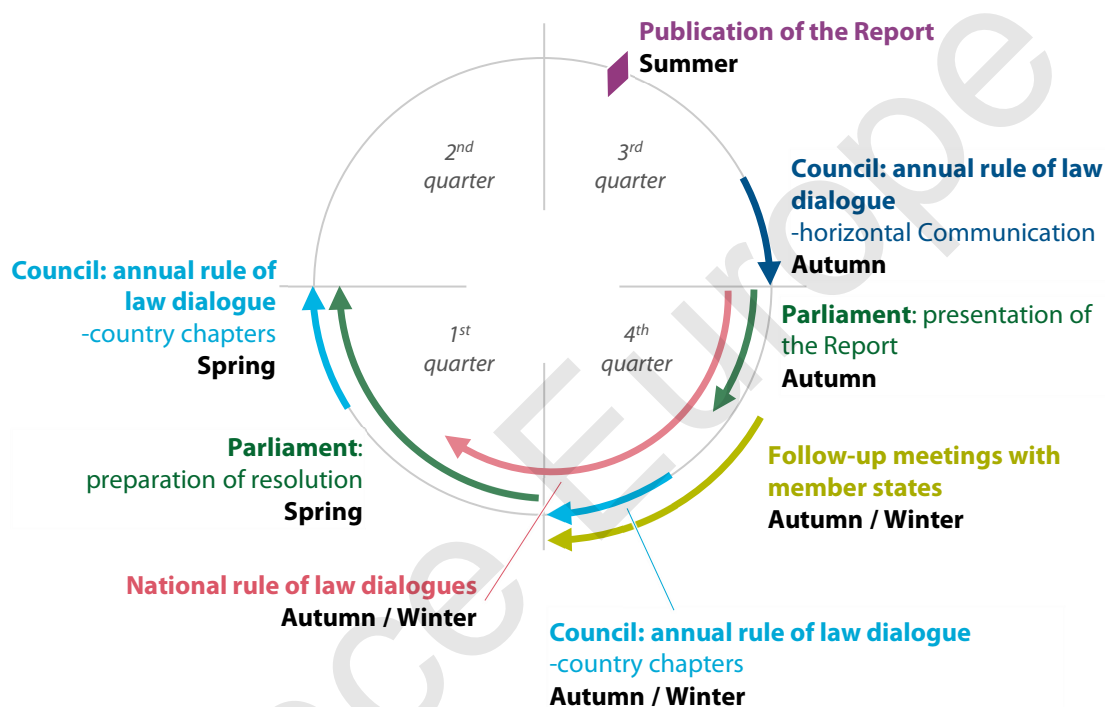 Publication of the Report
Summer
2nd
quarter
3rd
quarter
Council: annual rule of law
dialogue
-horizontal Communication
Autumn
Council: annual rule of
law dialogue
-country chapters
Spring
1st
quarter
4th
quarter
Parliament: presentation of
the Report
Autumn
Parliament:
preparation of resolution
Spring
Follow-up meetings with
member states
Autumn / Winter
National rule of law dialogues
Autumn / Winter
Council: annual rule of law dialogue
-country chapters
Autumn / Winter
ce Europe